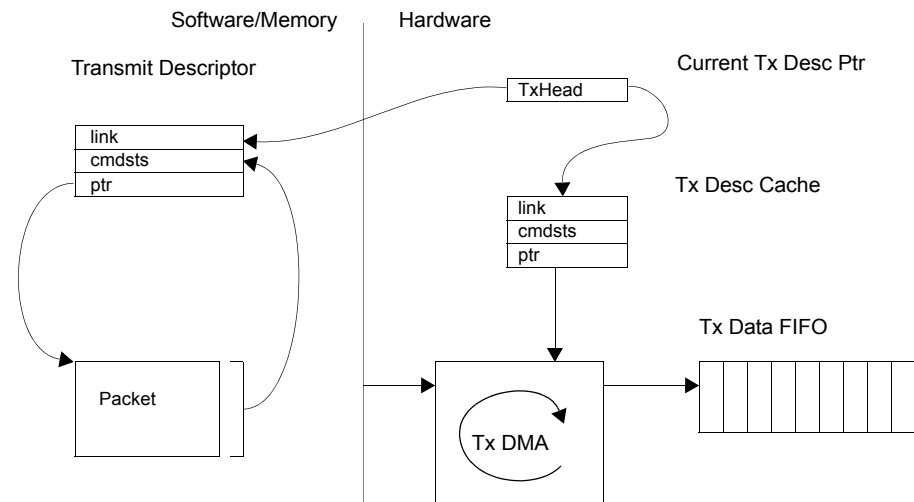 Software/Memory
Hardware
Transmit Descriptor
Current Tx Desc Ptr
TxHead
link
cmdsts
ptr
Tx Desc Cache
link
cmdsts
ptr
Tx Data FIFO
Packet
Tx DMA